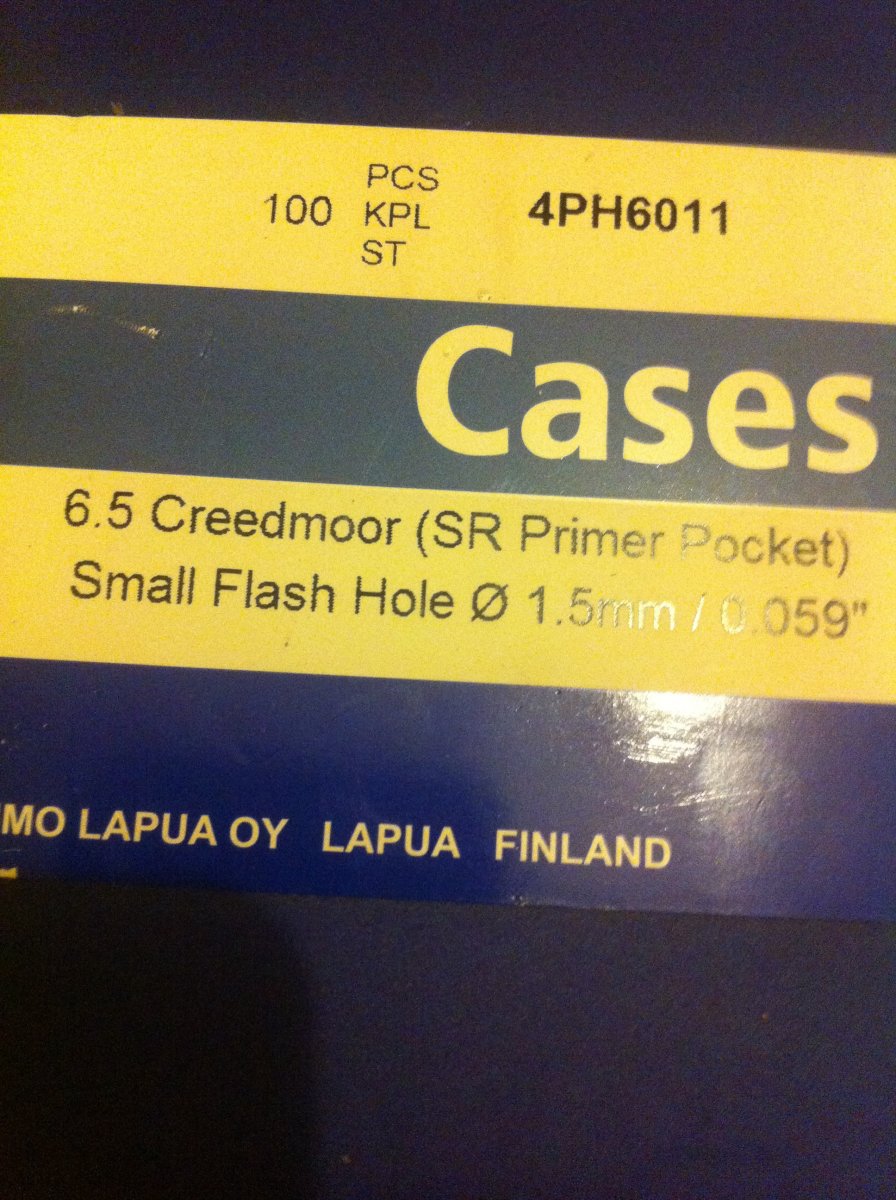 100 PCS KPL ST 4PH6011
Cases
6.5 Creedmoor (SR Primer Pocket)
Small Flash Hole Ø 1.5mm / 0.059"
LAPUA OY LAPUA FINLAND